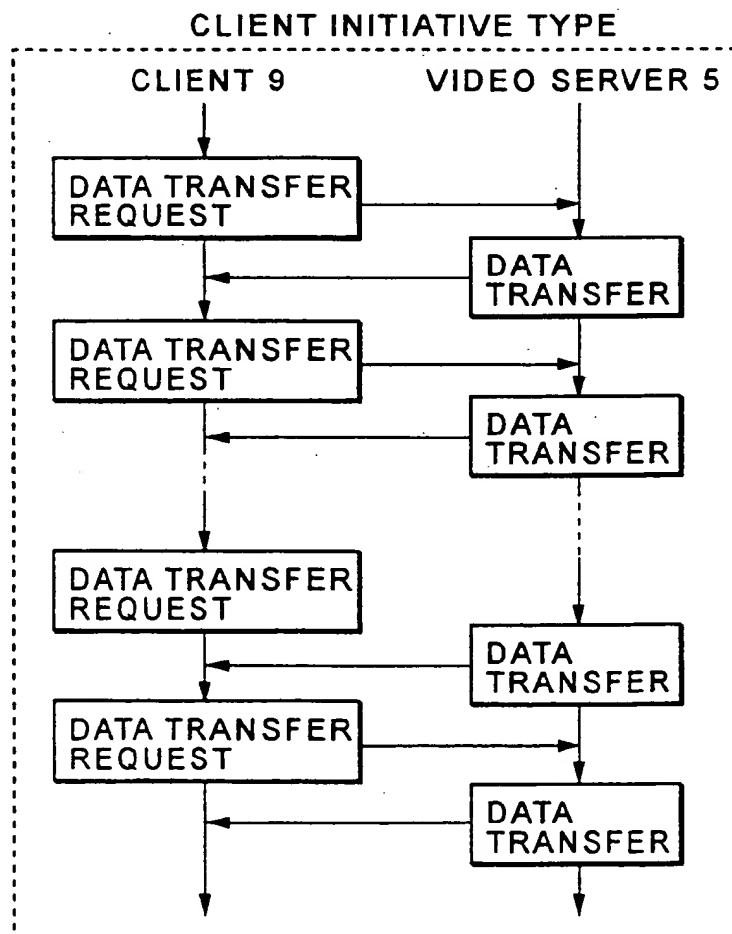 CLIENT INITIATIVE TYPE
CLIENT 9
VIDEO SERVER 5
DATA TRANSFER
REQUEST
DATA
TRANSFER
DATA TRANSFER
REQUEST
DATA
TRANSFER
DATA TRANSFER
REQUEST
DATA
TRANSFER
DATA TRANSFER
REQUEST
DATA
TRANSFER